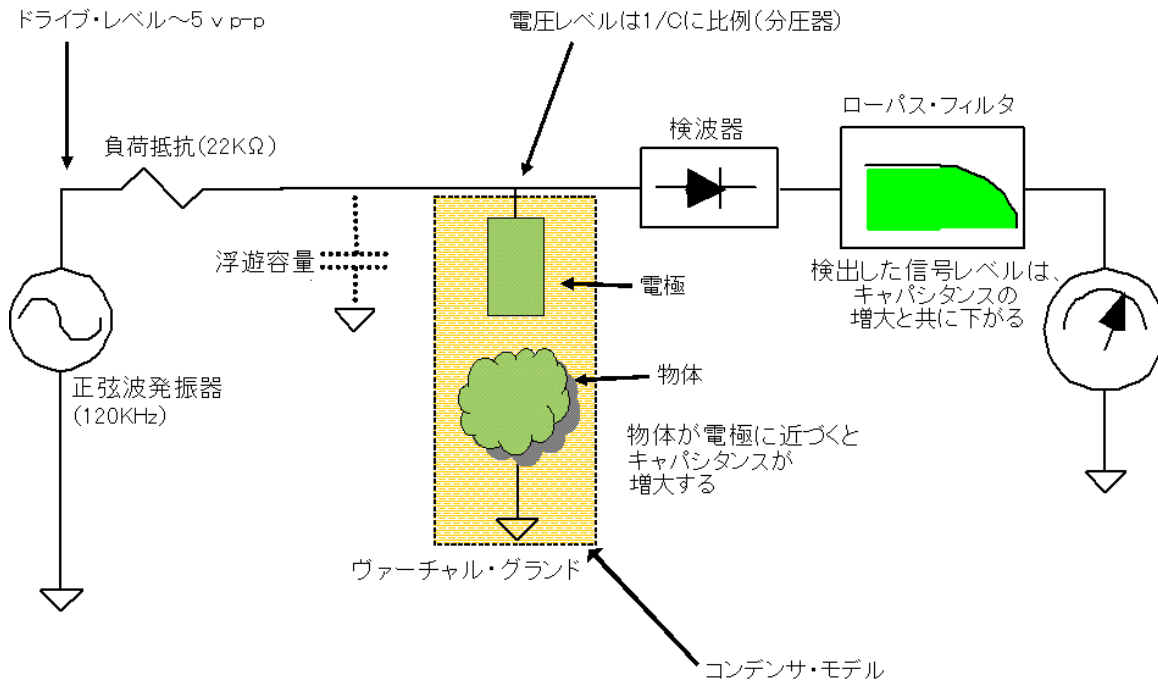 ドライブ・レベル～5 v p-p
電圧レベルは1/Cに比例(分圧器)
ローパス・フィルタ
検波器
負荷抵抗(22KΩ)
浮遊容量
電極
検出した信号レベルは、
キャパシタンスの
増大と共に下がる
物体
正弦波発振器
(120KHz)
物体が電極に近づくと
キャパシタンスが
増大する
ヴァーチャル・グランド
コンデンサ・モデル